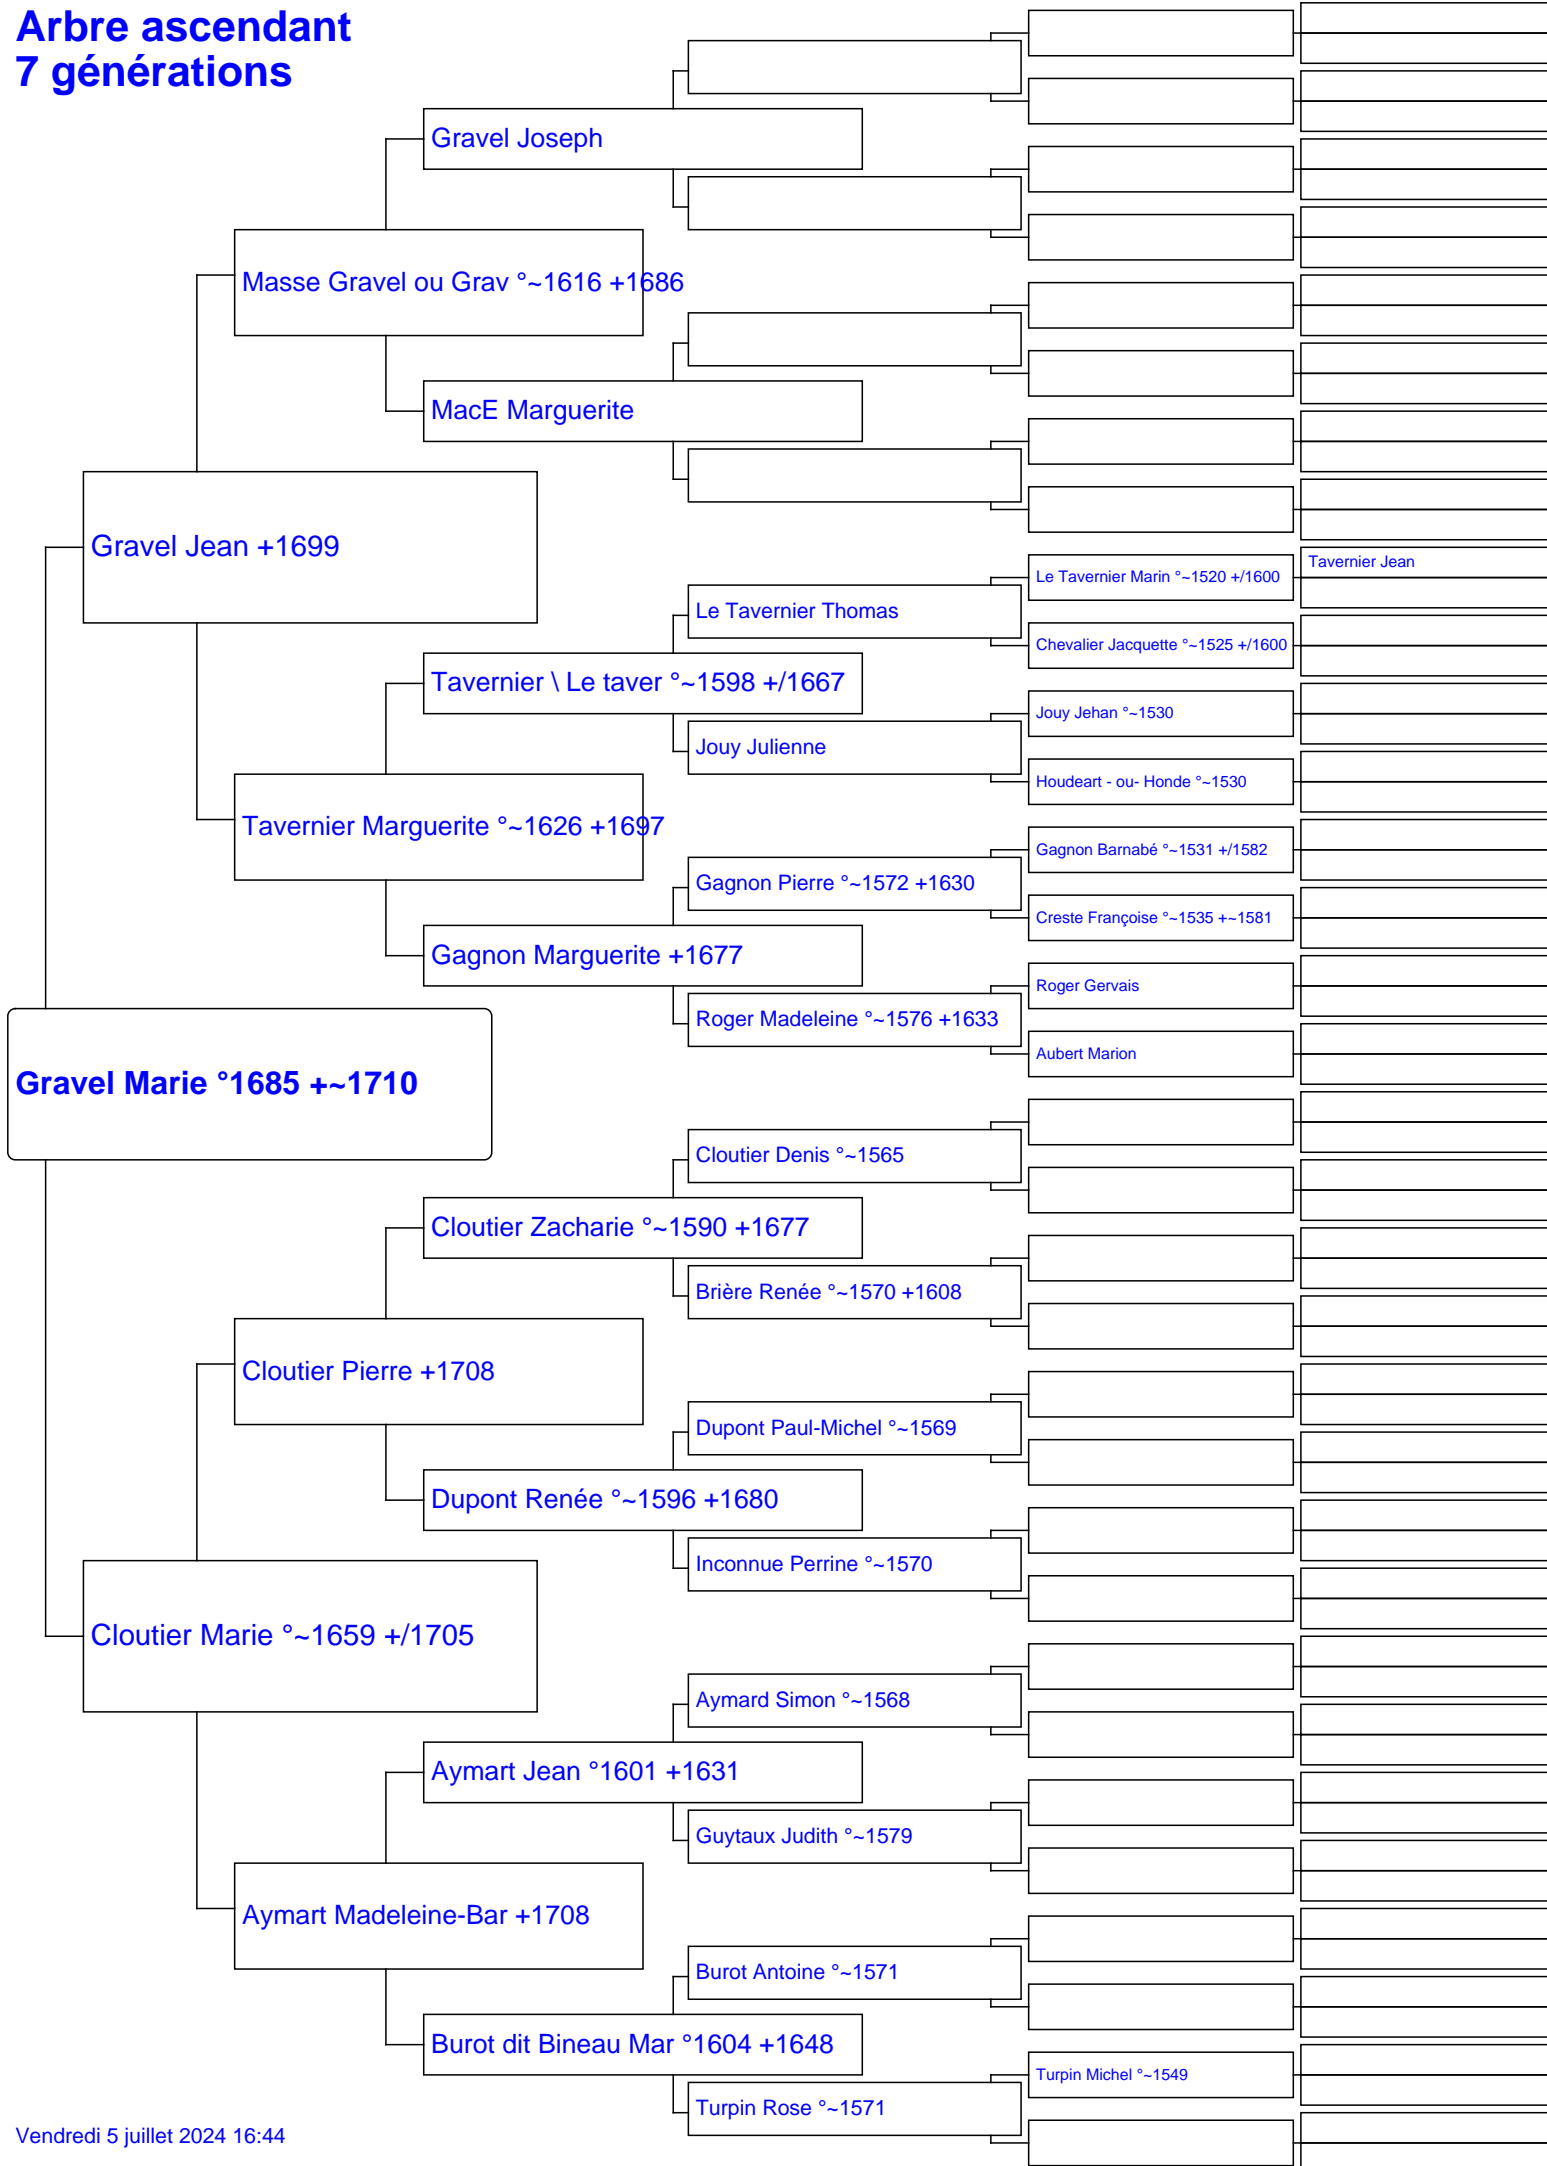 Arbre ascendant
7 générations
Gravel Joseph
Masse Gravel ou Grav °~1616 +1686
MacE Marguerite
Gravel Jean +1699
Tavernier Jean
Le Tavernier Marin °~1520 +/1600
Le Tavernier Thomas
Chevalier Jacquette °~1525 +/1600
Tavernier \ Le taver °~1598 +/1667
Jouy Jehan °~1530
Jouy Julienne
Houdeart - ou- Honde °~1530
Tavernier Marguerite °~1626 +1697
Gagnon Barnabé °~1531 +/1582
Gagnon Pierre °~1572 +1630
Creste Françoise °~1535 +~1581
Gagnon Marguerite +1677
Roger Gervais
Roger Madeleine °~1576 +1633
Aubert Marion
Gravel Marie °1685 +~1710
Cloutier Denis °~1565
Cloutier Zacharie °~1590 +1677
Brière Renée °~1570 +1608
Cloutier Pierre +1708
Dupont Paul-Michel °~1569
Dupont Renée °~1596 +1680
Inconnue Perrine °~1570
Cloutier Marie °~1659 +/1705
Aymard Simon °~1568
Aymart Jean °1601 +1631
Guytaux Judith °~1579
Aymart Madeleine-Bar +1708
Burot Antoine °~1571
Burot dit Bineau Mar °1604 +1648
Turpin Michel °~1549
Turpin Rose °~1571
Vendredi 5 juillet 2024 16:44